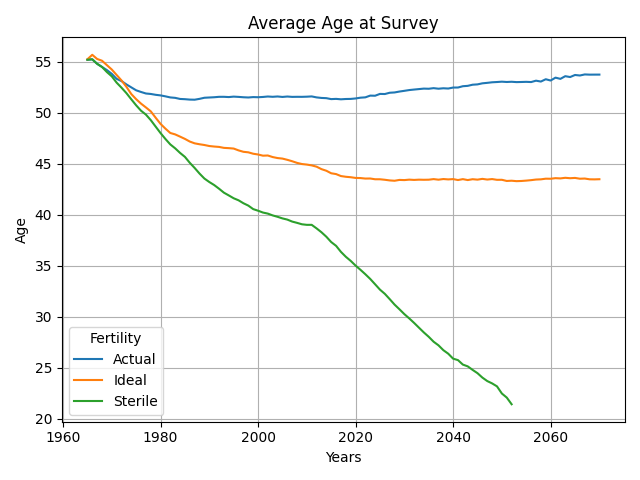 Average Age at Survey
Age
55
50
45
40
35
30
25
20
Fertility
Actual
Ideal
Sterile
1960 1980 2000 2020 2040 2060
Years